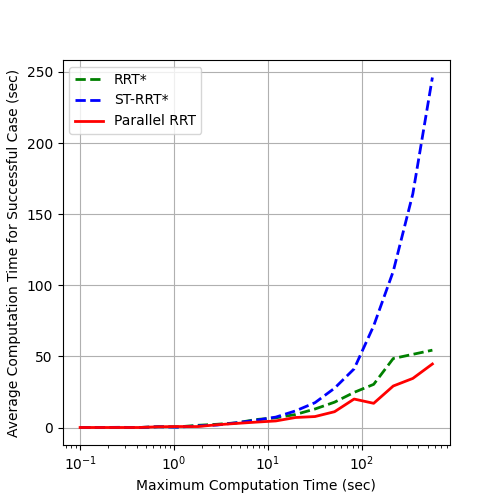 RRT*
ST-RRT*
Parallel RRT
Average Computation Time for Successful Case (sec)
250
200
150
100
50
0
10⁻¹ 10⁰ 10¹ 10²
Maximum Computation Time (sec)